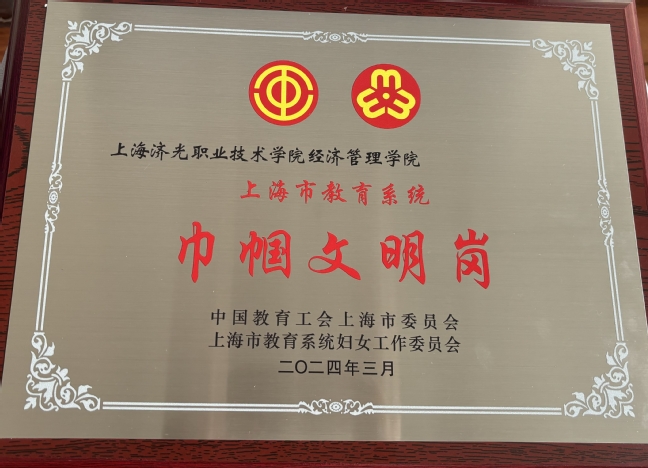 上海济光职业技术学院经济管理学院
上海市教育系统
巾帼文明岗
中国教育工会上海市委员会
上海市教育系统妇女工作委员会
二〇二四年三月